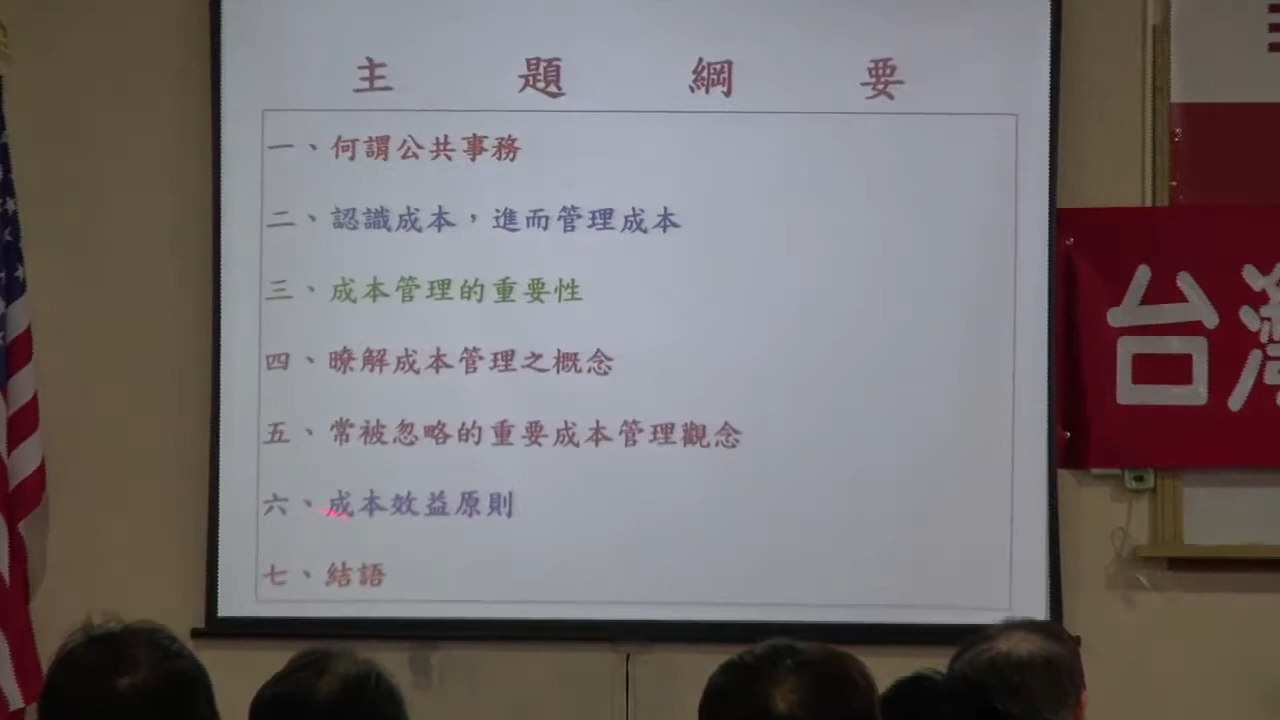 主題綱要
一、何謂公共事務
二、認識成本，進而管理成本
三、成本管理的重要性
四、瞭解成本管理之概念
五、常被忽略的重要成本管理觀念
六、成本效益原則
七、結語
台灣